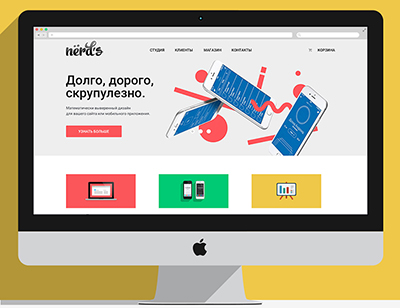 nёrd's
СТУДИЯ КЛИЕНТЫ МАГАЗИН КОНТАКТЫ КОРЗИНА
Долго, дорого,
скрупулезно.
Математически выверенный дизайн
для вашего сайта или мобильного приложения.
УЗНАТЬ БОЛЬШЕ